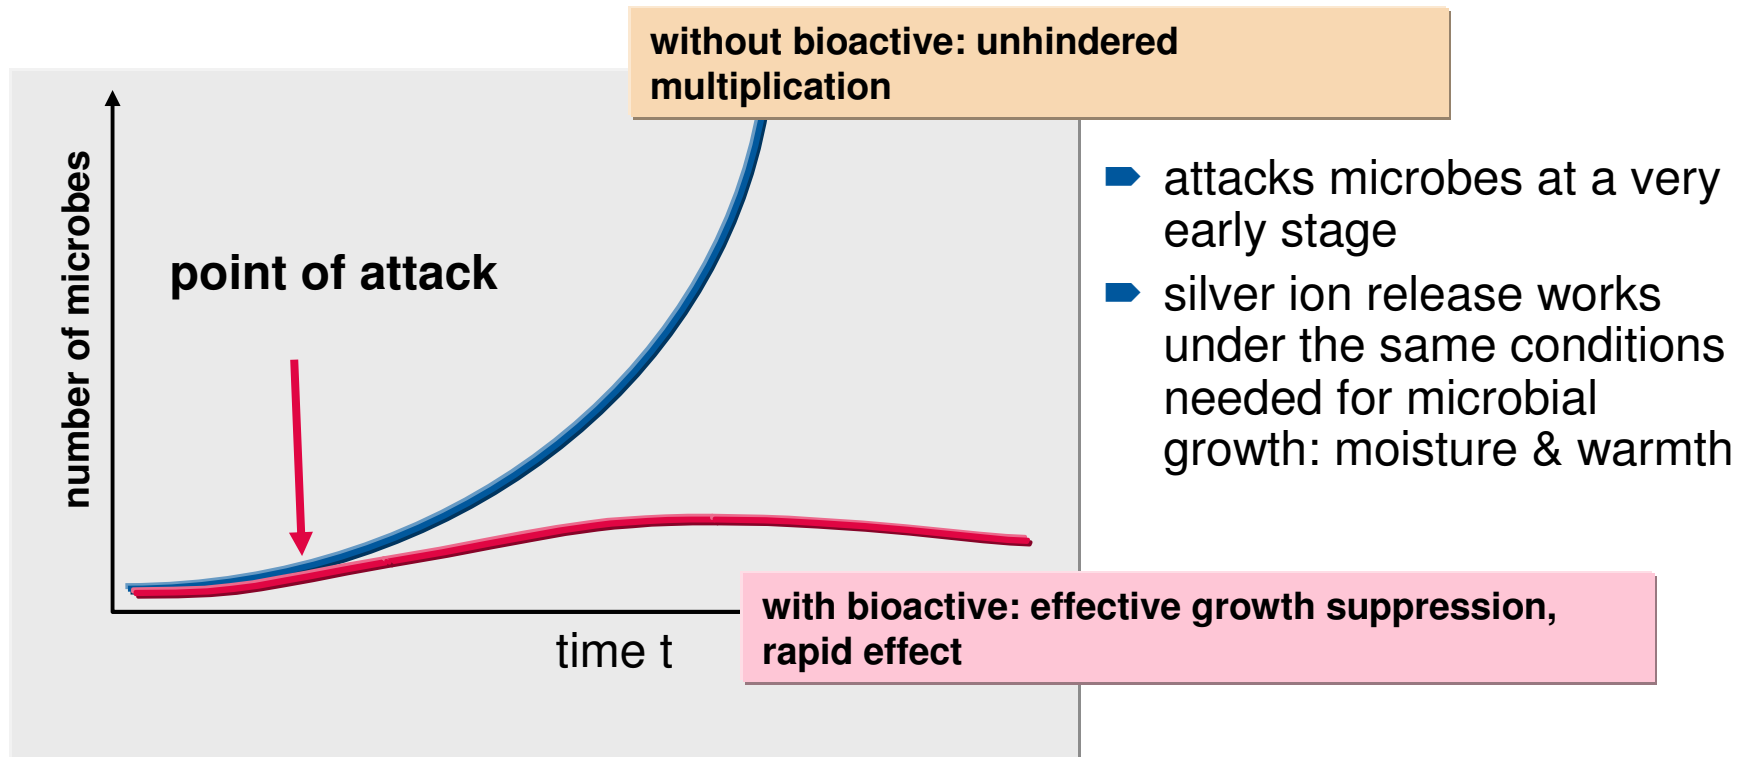 without bioactive: unhindered
multiplication
number of microbes
point of attack
attacks microbes at a very
early stage
silver ion release works
under the same conditions
needed for microbial
growth: moisture & warmth
with bioactive: effective growth suppression,
rapid effect
time t